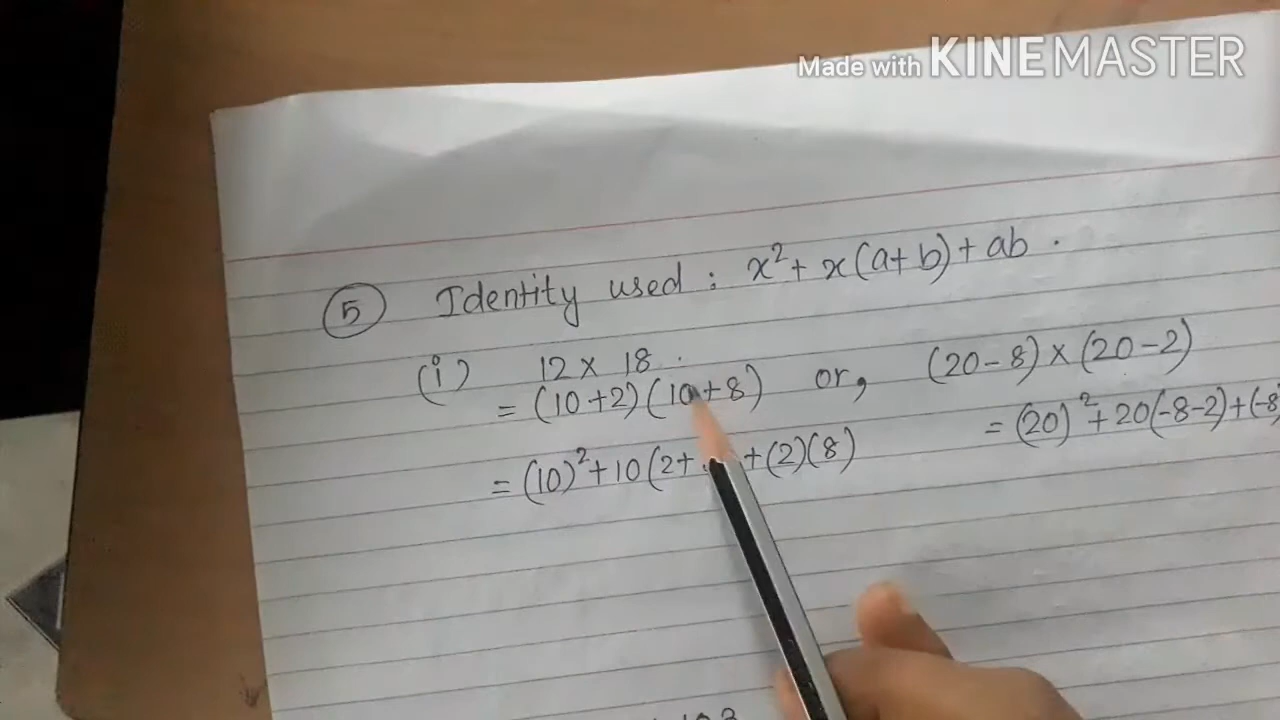 Made with KINEMASTER
5 Identity used : x² + x(a+b) + ab .
(i) 12 × 18 .
= (10+2)(10+8) or, (20-8)×(20-2)
= (10)² + 10(2+ +(2)(8) = (20)² + 20(-8-2)+(-8